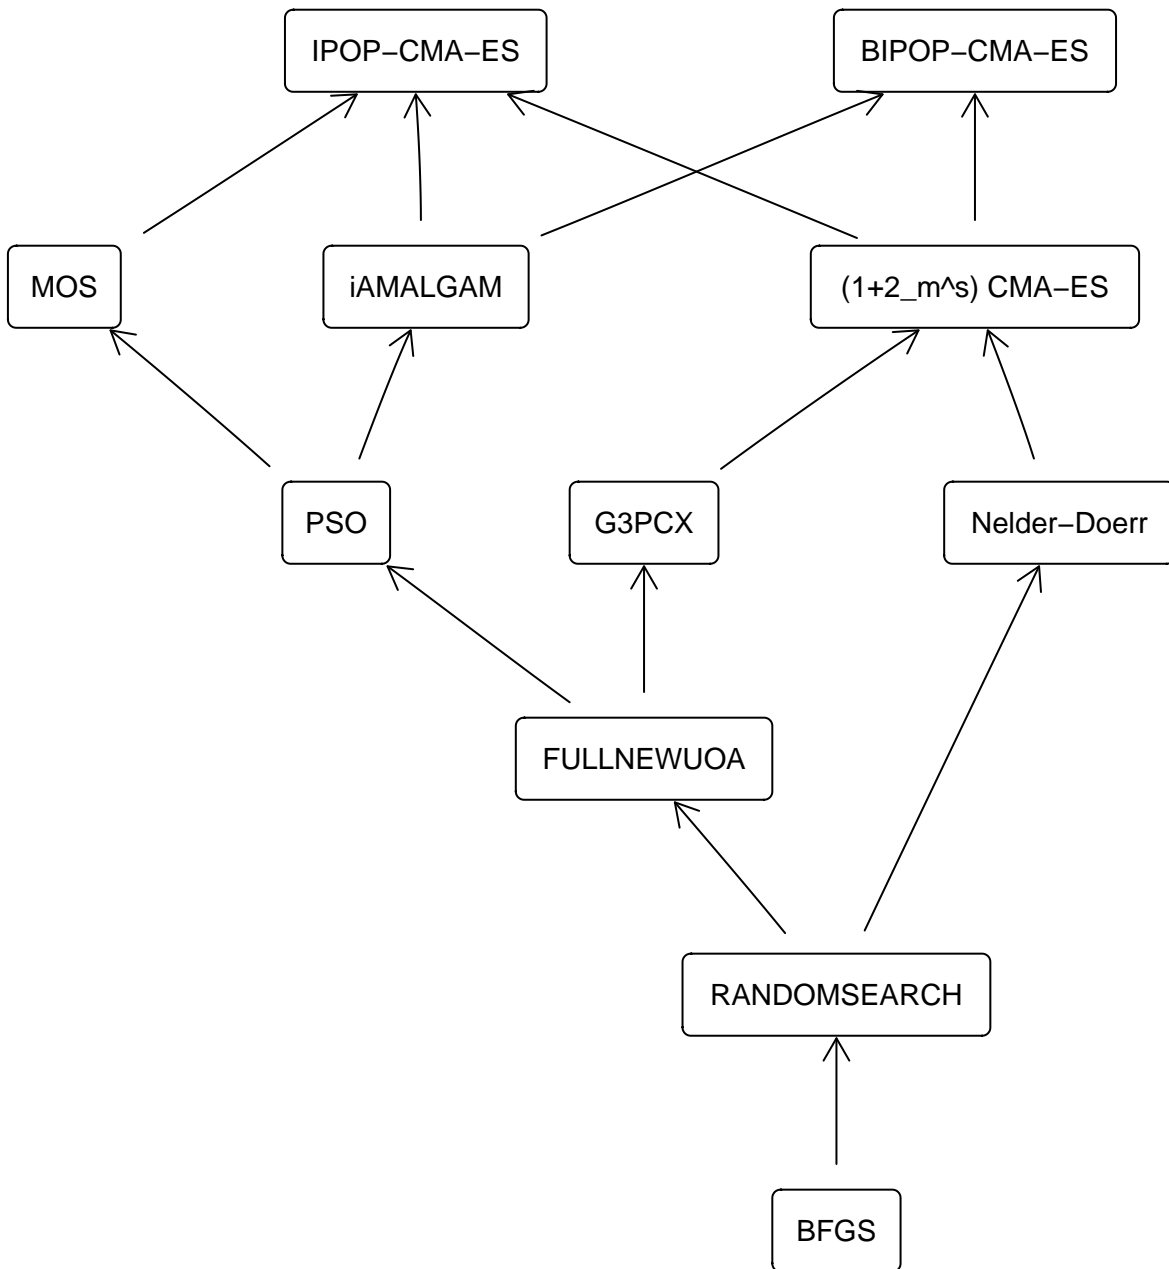 IPOP−CMA−ES
BIPOP−CMA−ES
MOS
iAMALGAM
(1+2_m^s) CMA−ES
PSO
G3PCX
Nelder−Doerr
FULLNEWUOA
RANDOMSEARCH
BFGS